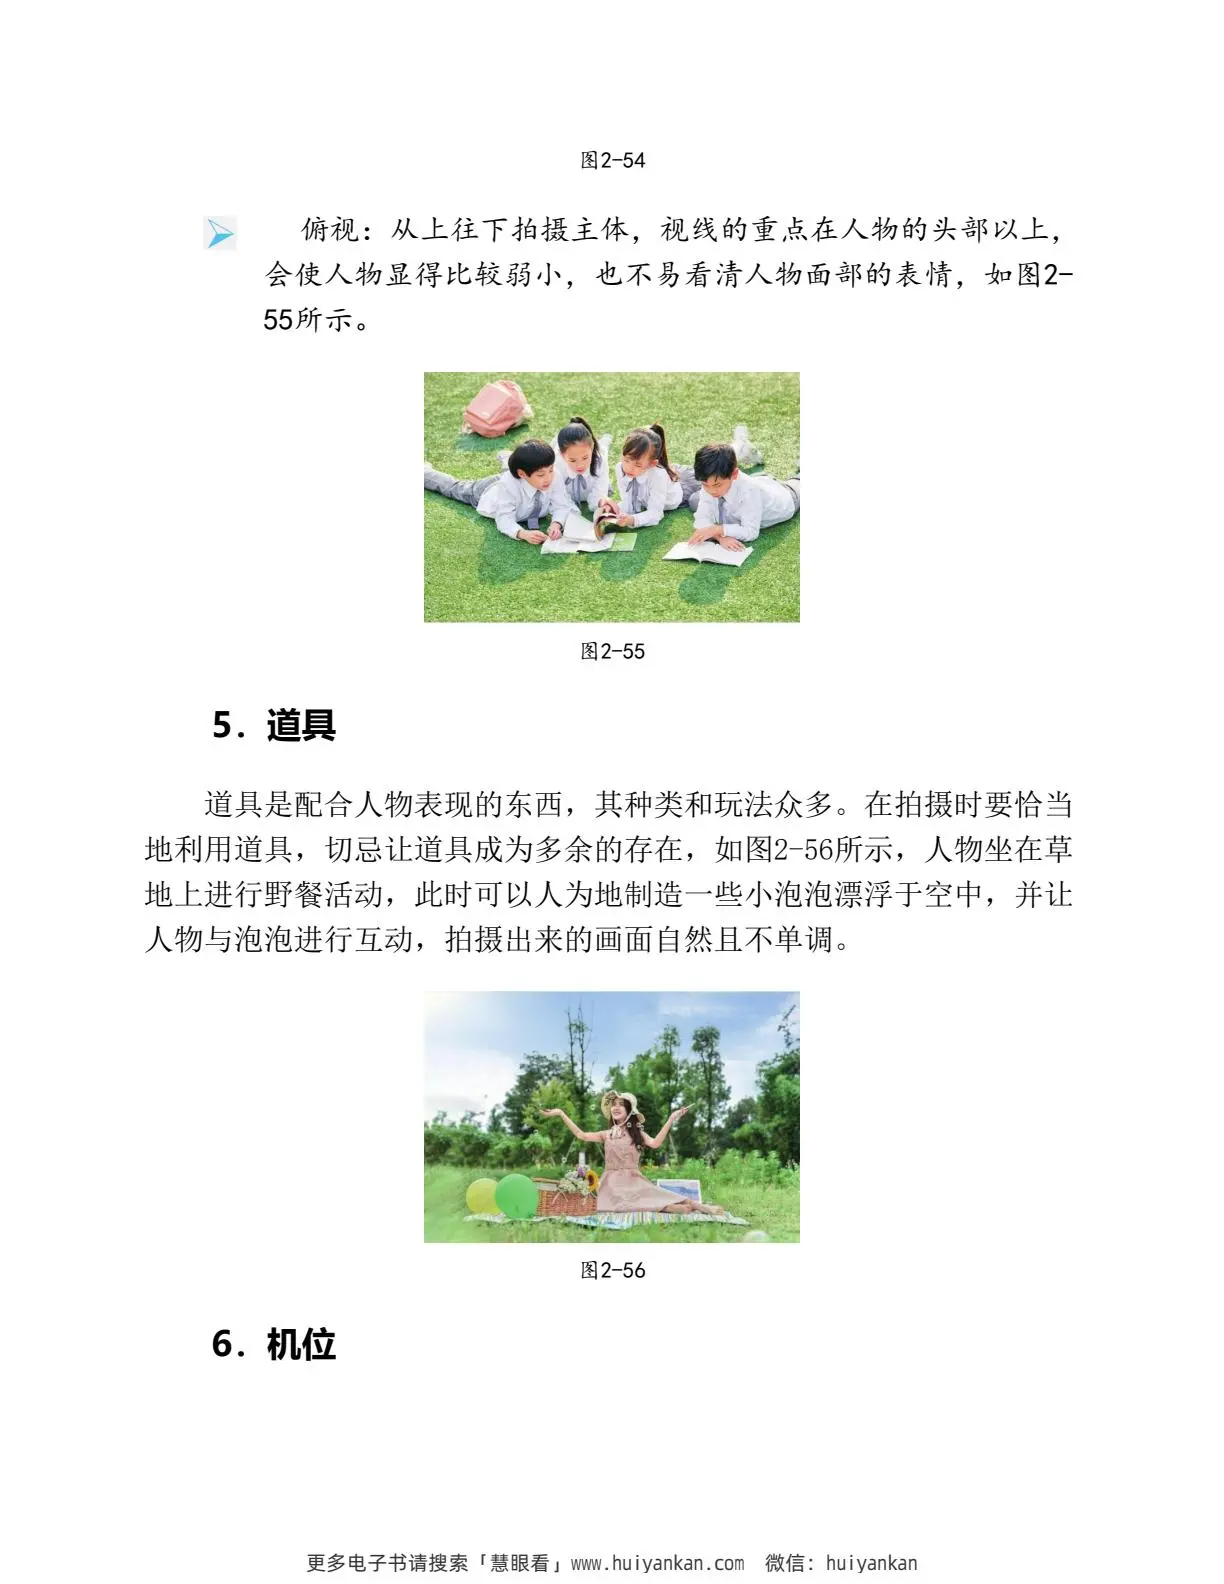 图2-54
俯视：从上往下拍摄主体，视线的重点在人物的头部以上，
会使人物显得比较弱小，也不易看清人物面部的表情，如图2-
55所示。
图2-55
5．道具
道具是配合人物表现的东西，其种类和玩法众多。在拍摄时要恰当
地利用道具，切忌让道具成为多余的存在，如图2-56所示，人物坐在草
地上进行野餐活动，此时可以人为地制造一些小泡泡漂浮于空中，并让
人物与泡泡进行互动，拍摄出来的画面自然且不单调。
图2-56
6．机位
更多电子书请搜索「慧眼看」www.huiyankan.com 微信：huiyankan